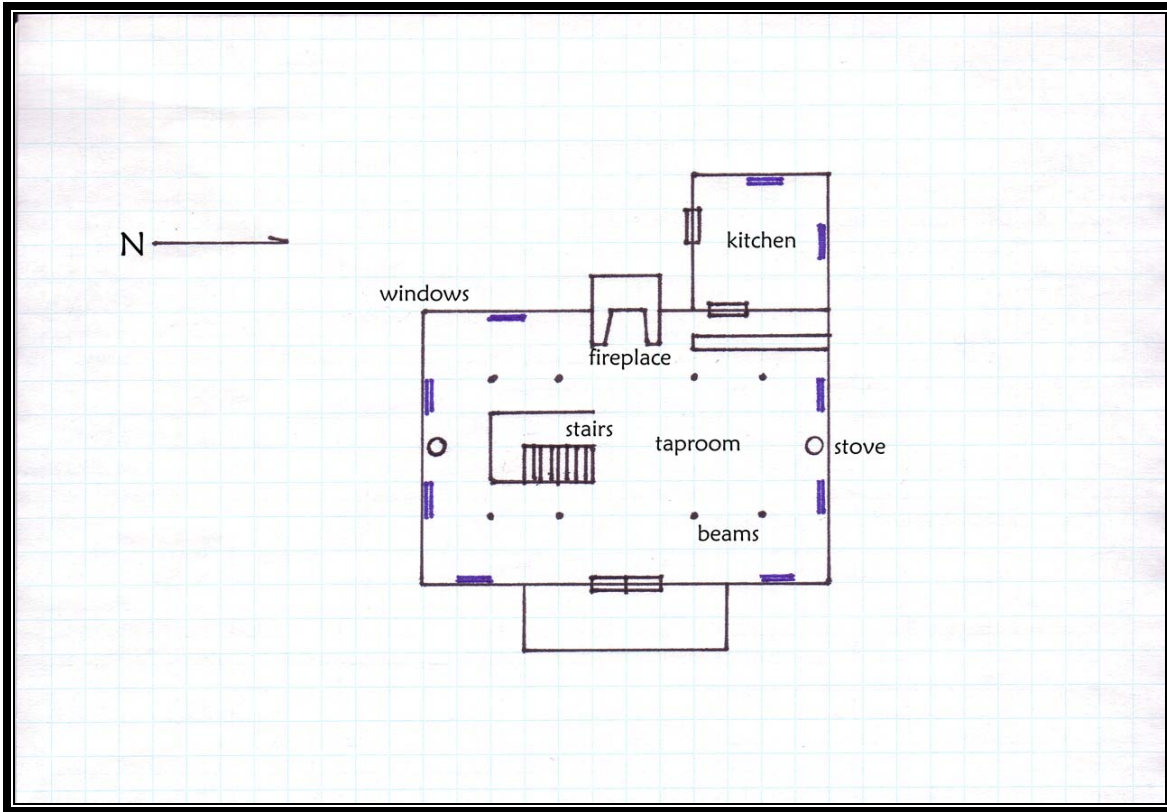 kitchen
N
windows
fireplace
stairs
taproom
stove
beams